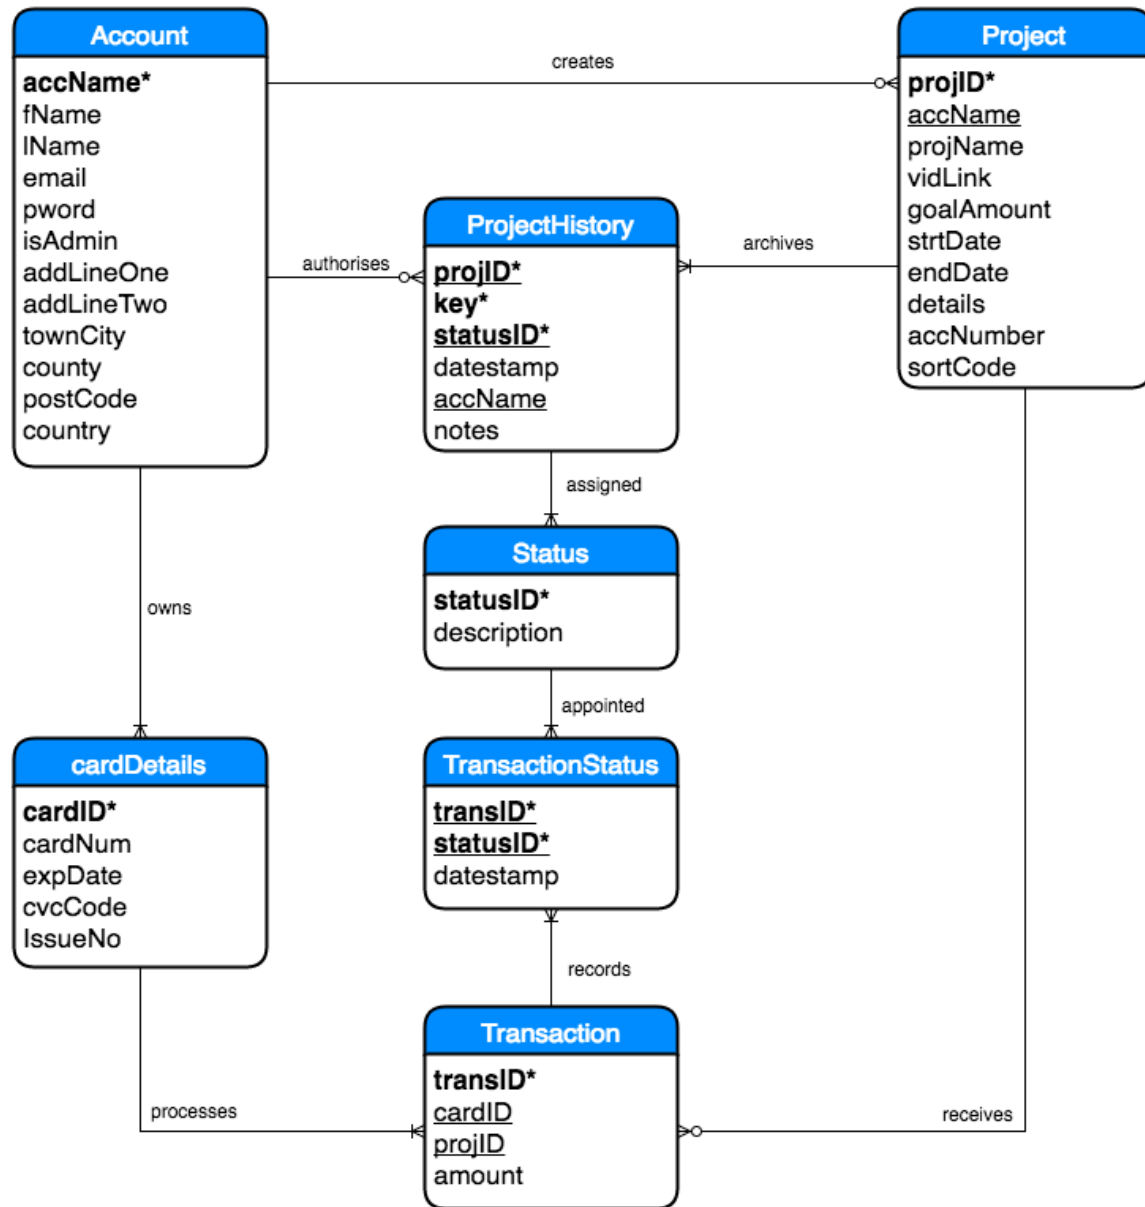 Account
accName*
fName
lName
email
pword
isAdmin
addLineOne
addLineTwo
townCity
county
postCode
country
creates
Project
projID*
accName
projName
vidLink
goalAmount
strtDate
endDate
details
accNumber
sortCode
authorises
ProjectHistory
projID*
key*
statusID*
datestamp
accName
notes
archives
assigned
Status
statusID*
description
owns
appointed
cardDetails
cardID*
cardNum
expDate
cvcCode
IssueNo
TransactionStatus
transID*
statusID*
datestamp
records
Transaction
transID*
cardID
projID
amount
processes
receives